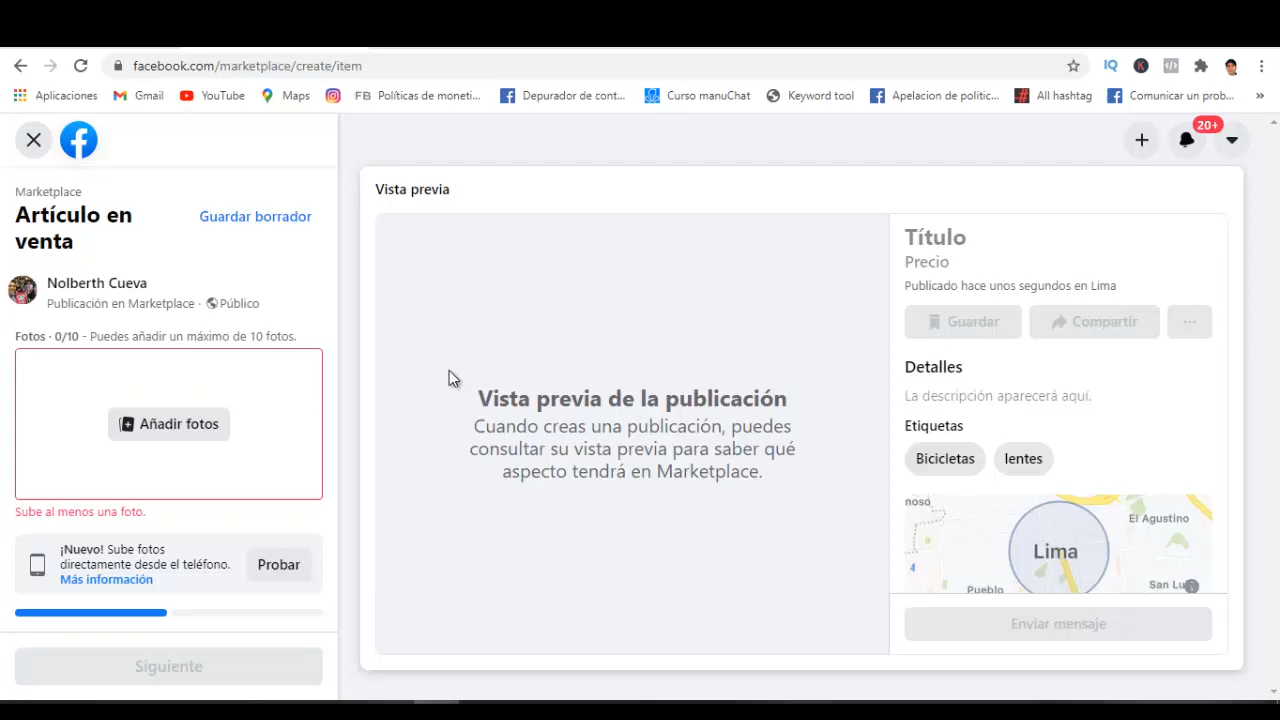 facebook.com/marketplace/create/item
IQ
K
Aplicaciones
Gmail
YouTube
Maps
FB Políticas de moneti...
Depurador de cont...
Curso manuChat
Keyword tool
Apelacion de politic...
All hashtag
Comunicar un prob...
»
20+
Marketplace
Artículo en
venta
Guardar borrador
Nolberth Cueva
Publicación en Marketplace · Público
Fotos · 0/10 - Puedes añadir un máximo de 10 fotos.
Añadir fotos
Sube al menos una foto.
¡Nuevo! Sube fotos
directamente desde el teléfono.
Más información
Probar
Siguiente
Vista previa
Vista previa de la publicación
Cuando creas una publicación, puedes
consultar su vista previa para saber qué
aspecto tendrá en Marketplace.
Título
Precio
Publicado hace unos segundos en Lima
Guardar
Compartir
...
Detalles
La descripción aparecerá aquí.
Etiquetas
Bicicletas
lentes
noso
El Agustino
Lima
4
Pueblo
San Lu
Enviar mensaje